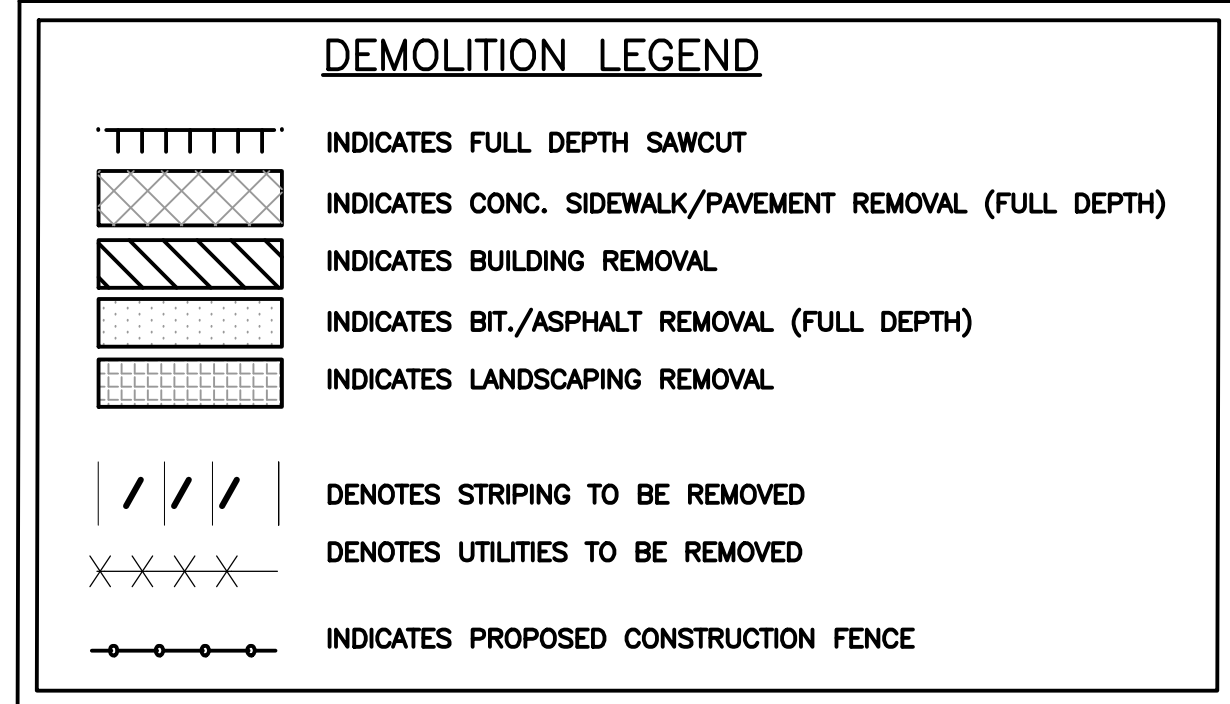 DEMOLITION LEGEND
INDICATES FULL DEPTH SAWCUT
INDICATES CONC. SIDEWALK/PAVEMENT REMOVAL (FULL DEPTH)
INDICATES BUILDING REMOVAL
INDICATES BIT./ASPHALT REMOVAL (FULL DEPTH)
INDICATES LANDSCAPING REMOVAL
DENOTES STRIPING TO BE REMOVED
DENOTES UTILITIES TO BE REMOVED
INDICATES PROPOSED CONSTRUCTION FENCE